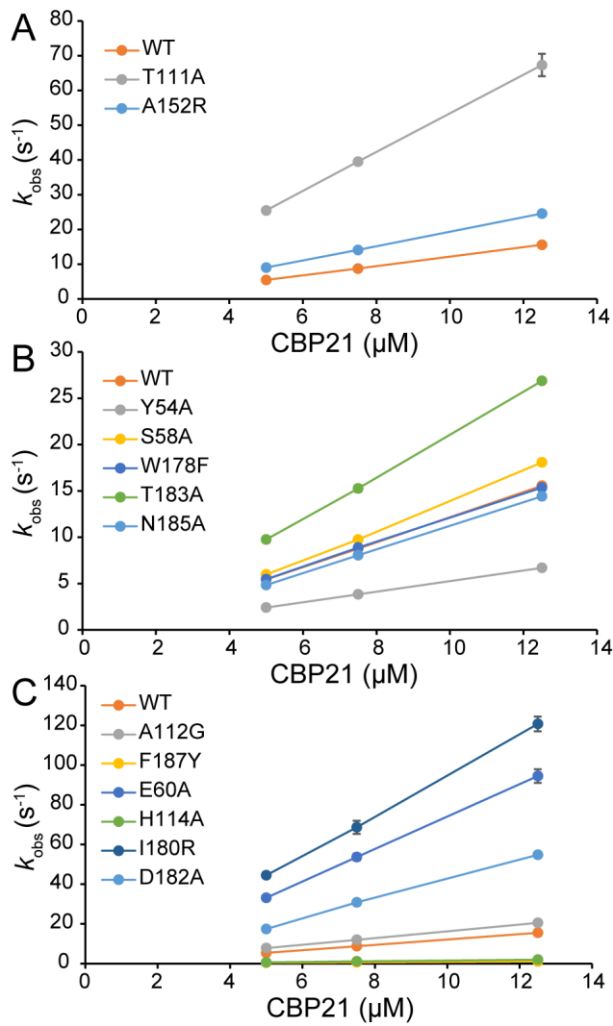 A
80
70
60
50
40
30
20
10
0
k_obs (s⁻¹)
WT
T111A
A152R
0 2 4 6 8 10 12 14
CBP21 (µM)
B
30
25
20
15
10
5
0
k_obs (s⁻¹)
WT
Y54A
S58A
W178F
T183A
N185A
0 2 4 6 8 10 12 14
CBP21 (µM)
C
140
120
100
80
60
40
20
0
k_obs (s⁻¹)
WT
A112G
F187Y
E60A
H114A
I180R
D182A
0 2 4 6 8 10 12 14
CBP21 (µM)